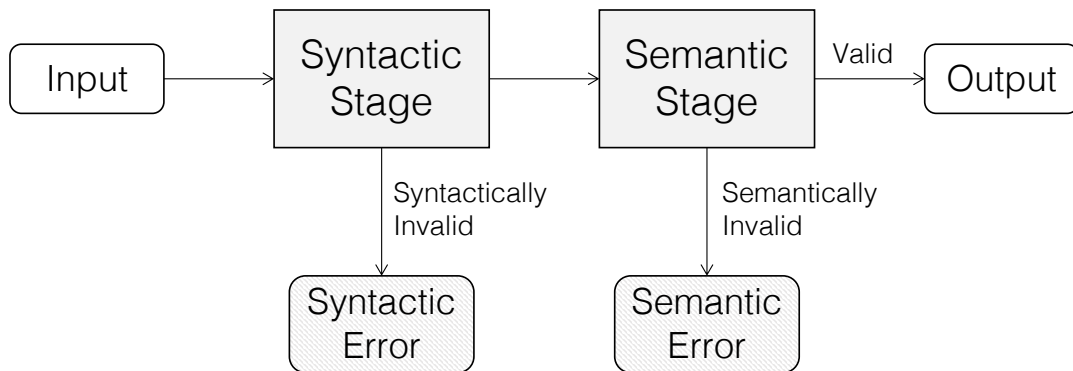 Input
Syntactic
Stage
Semantic
Stage
Valid
Output
Syntactically
Invalid
Semantically
Invalid
Syntactic
Error
Semantic
Error